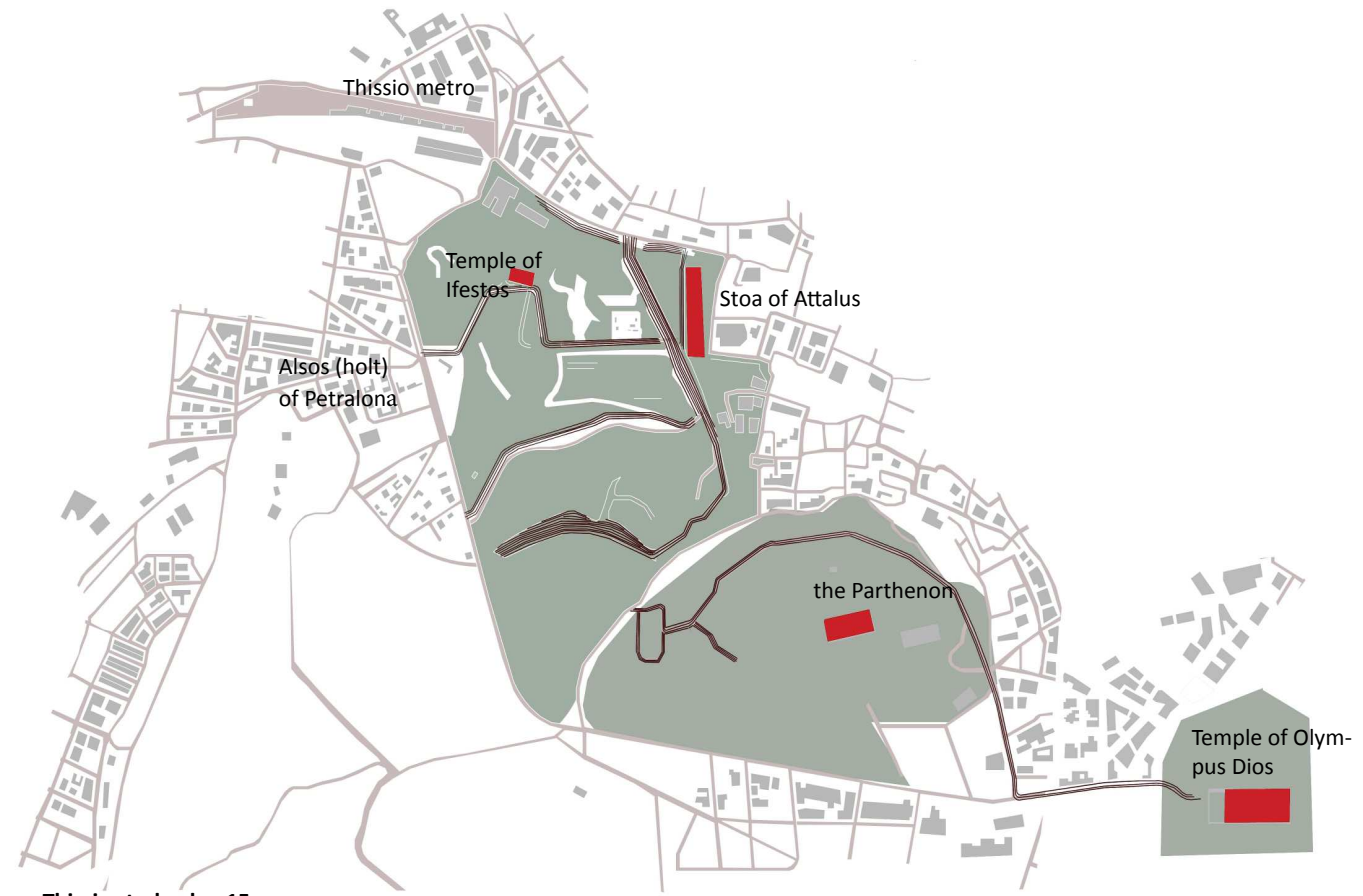 Thissio metro
Temple of
Ifestos
Stoa of Attalus
Alsos (holt)
of Petralona
the Parthenon
Temple of Olym-
pus Dios